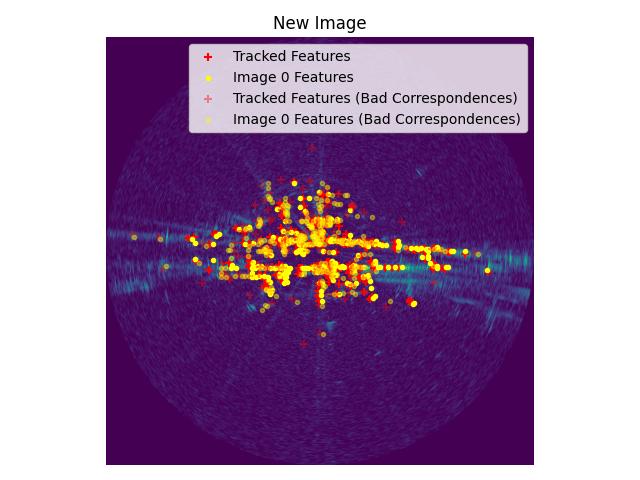 New Image
Tracked Features
Image 0 Features
Tracked Features (Bad Correspondences)
Image 0 Features (Bad Correspondences)